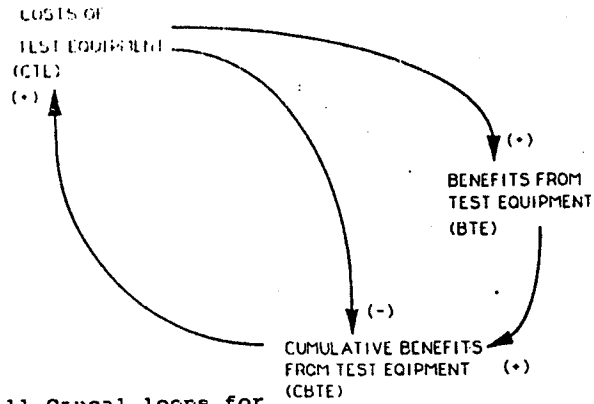 COSTS OF
TEST EQUIPMENT
(CTE)
(+)
(+)
BENEFITS FROM
TEST EQUIPMENT
(BTE)
(-)
CUMULATIVE BENEFITS
FROM TEST EQIPMENT (+)
(CBTE)
11 Causal loops for